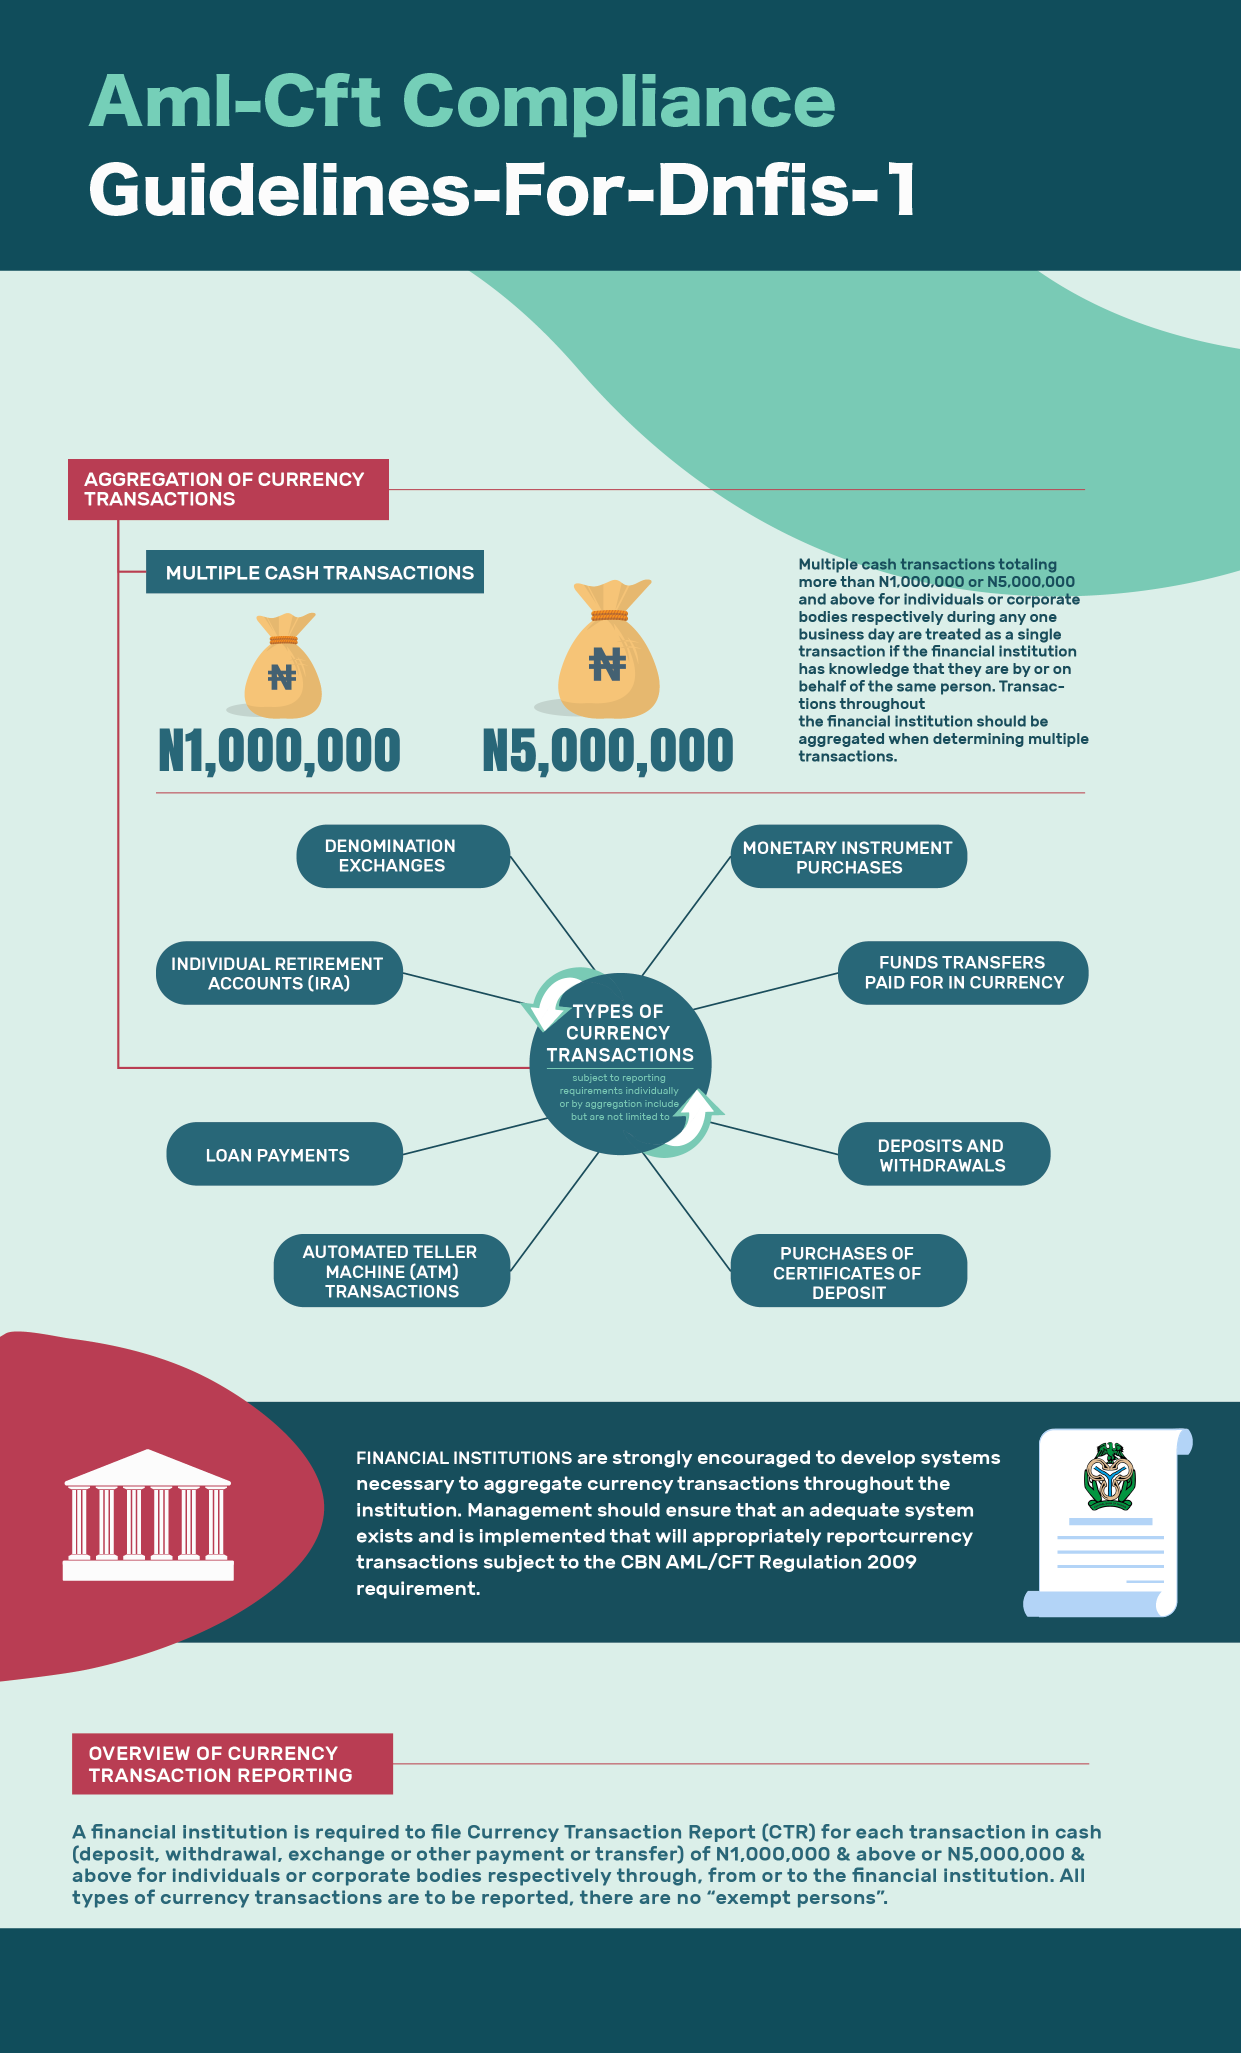 Aml-Cft Compliance
Guidelines-For-Dnfis-1
AGGREGATION OF CURRENCY
TRANSACTIONS
MULTIPLE CASH TRANSACTIONS
₦
₦
N1,000,000
N5,000,000
Multiple cash transactions totaling
more than N1,000,000 or N5,000,000
and above for individuals or corporate
bodies respectively during any one
business day are treated as a single
transaction if the financial institution
has knowledge that they are by or on
behalf of the same person. Transac-
tions throughout
the financial institution should be
aggregated when determining multiple
transactions.
DENOMINATION
EXCHANGES
MONETARY INSTRUMENT
PURCHASES
INDIVIDUAL RETIREMENT
ACCOUNTS (IRA)
FUNDS TRANSFERS
PAID FOR IN CURRENCY
TYPES OF
CURRENCY
TRANSACTIONS
subject to reporting
requirements individually
or by aggregation include
but are not limited to
LOAN PAYMENTS
DEPOSITS AND
WITHDRAWALS
AUTOMATED TELLER
MACHINE (ATM)
TRANSACTIONS
PURCHASES OF
CERTIFICATES OF
DEPOSIT
FINANCIAL INSTITUTIONS are strongly encouraged to develop systems
necessary to aggregate currency transactions throughout the
institution. Management should ensure that an adequate system
exists and is implemented that will appropriately reportcurrency
transactions subject to the CBN AML/CFT Regulation 2009
requirement.
OVERVIEW OF CURRENCY
TRANSACTION REPORTING
A financial institution is required to file Currency Transaction Report (CTR) for each transaction in cash
(deposit, withdrawal, exchange or other payment or transfer) of N1,000,000 & above or N5,000,000 &
above for individuals or corporate bodies respectively through, from or to the financial institution. All
types of currency transactions are to be reported, there are no “exempt persons”.